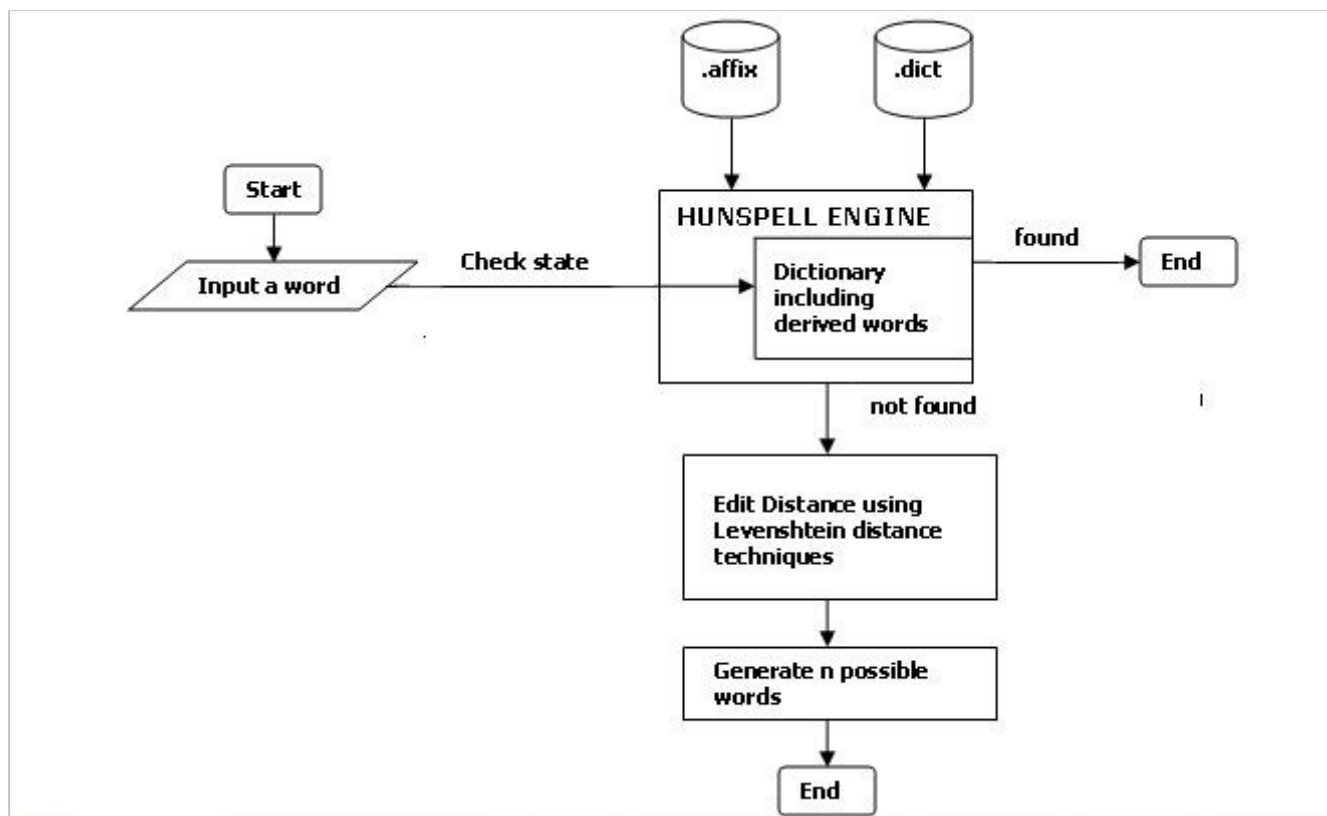 .affix
.dict
Start
HUNSPELL ENGINE
found
Check state
End
Input a word
Dictionary
including
derived words
not found
Edit Distance using
Levenshtein distance
techniques
Generate n possible
words
End